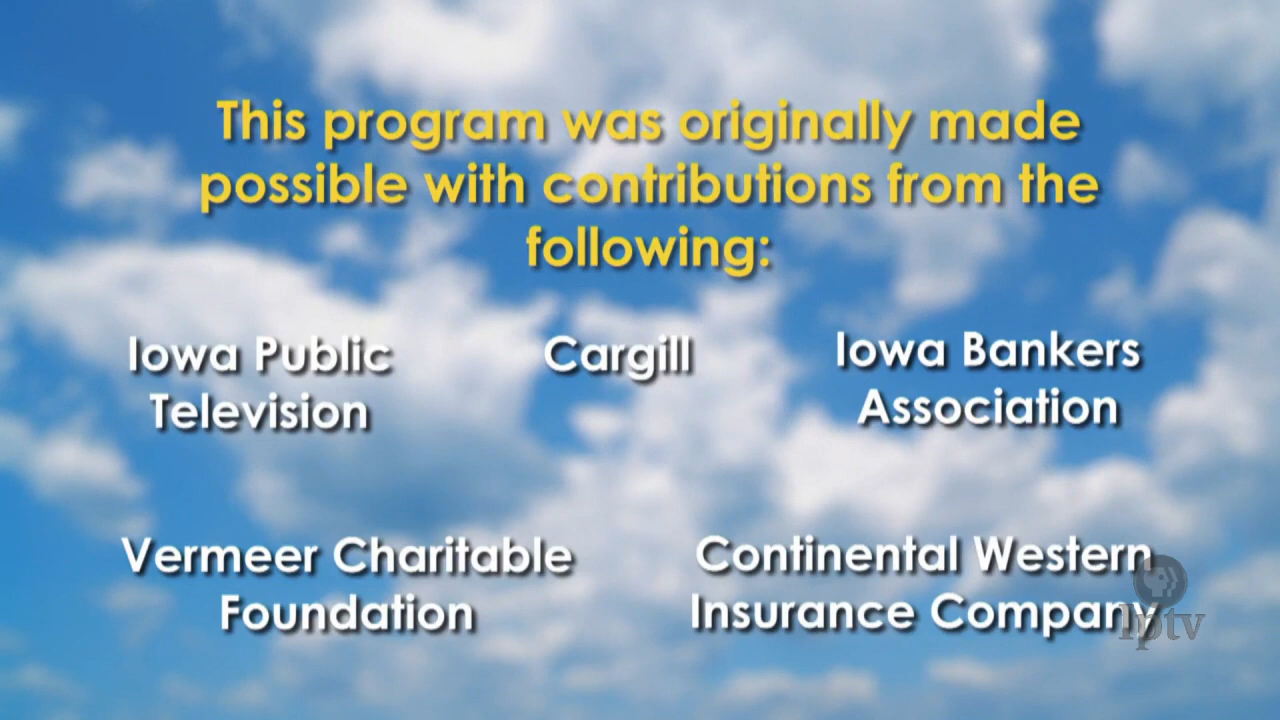 This program was originally made
possible with contributions from the
following:
Iowa Public
Television
Cargill
Iowa Bankers
Association
Vermeer Charitable
Foundation
Continental Western
Insurance Company
iptv